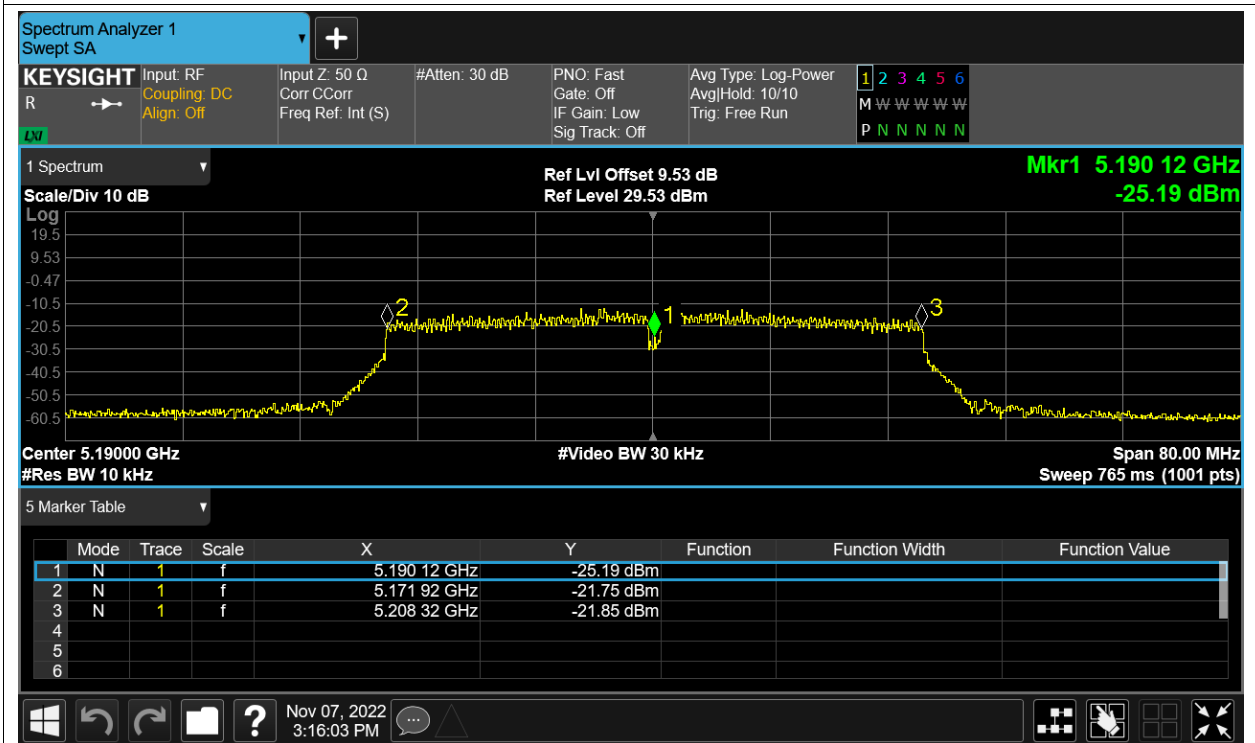 Spectrum Analyzer 1
Swept SA
KEYSIGHT Input: RF Input Z: 50 Ω #Atten: 30 dB PNO: Fast Avg Type: Log-Power 1 2 3 4 5 6
R Coupling: DC Corr CCorr Gate: Off Avg|Hold: 10/10 M W W W W W
Align: Off Freq Ref: Int (S) IF Gain: Low Trig: Free Run
LXI Sig Track: Off P N N N N N
1 Spectrum Ref Lvl Offset 9.53 dB Mkr1 5.190 12 GHz
Scale/Div 10 dB Ref Level 29.53 dBm -25.19 dBm
Log
19.5
9.53
-0.47
-10.5
2 1 3
-20.5
-30.5
-40.5
-50.5
-60.5
Center 5.19000 GHz #Video BW 30 kHz Span 80.00 MHz
#Res BW 10 kHz Sweep 765 ms (1001 pts)
5 Marker Table
Mode Trace Scale X Y Function Function Width Function Value
1 N 1 f 5.190 12 GHz -25.19 dBm
2 N 1 f 5.171 92 GHz -21.75 dBm
3 N 1 f 5.208 32 GHz -21.85 dBm
4
5
6
? Nov 07, 2022
3:16:03 PM